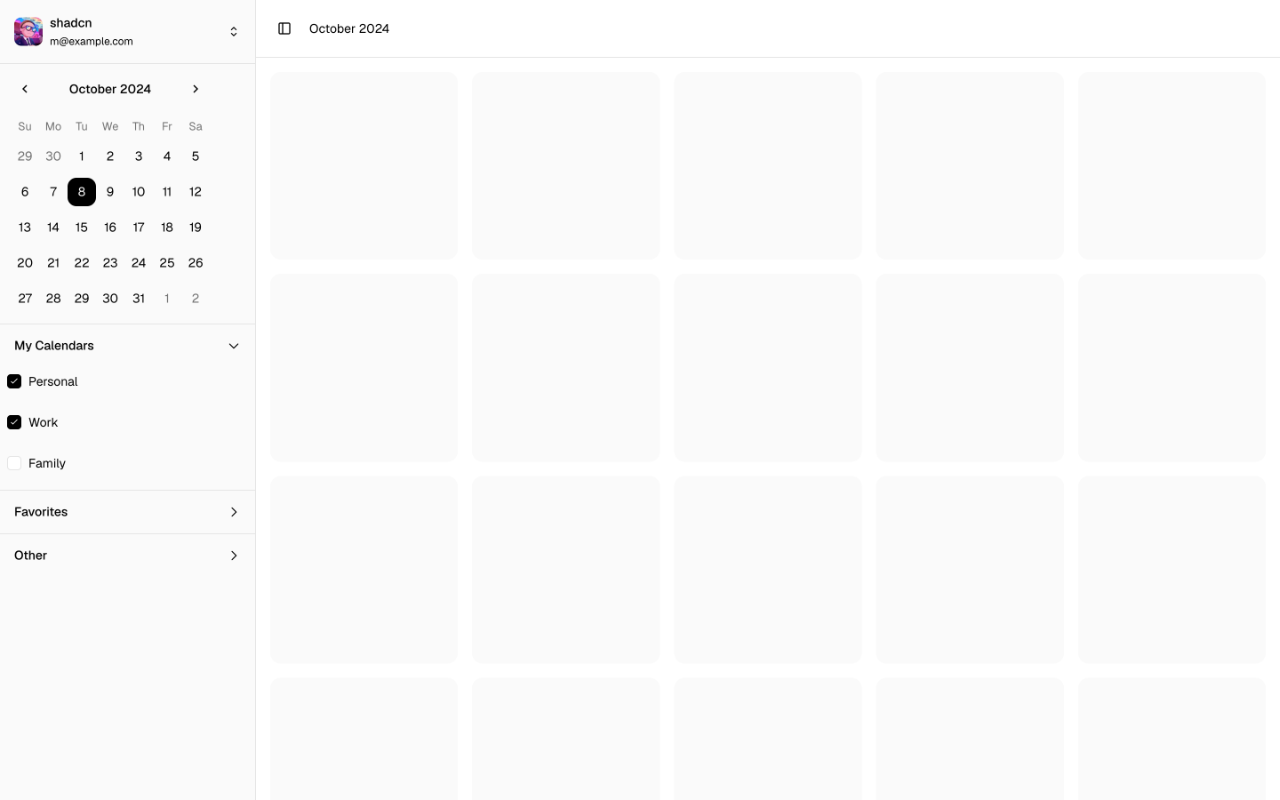 shadcn
m@example.com
October 2024
October 2024
Su Mo Tu We Th Fr Sa
29 30 1 2 3 4 5
6 7 8 9 10 11 12
13 14 15 16 17 18 19
20 21 22 23 24 25 26
27 28 29 30 31 1 2
My Calendars
Personal
Work
Family
Favorites
Other